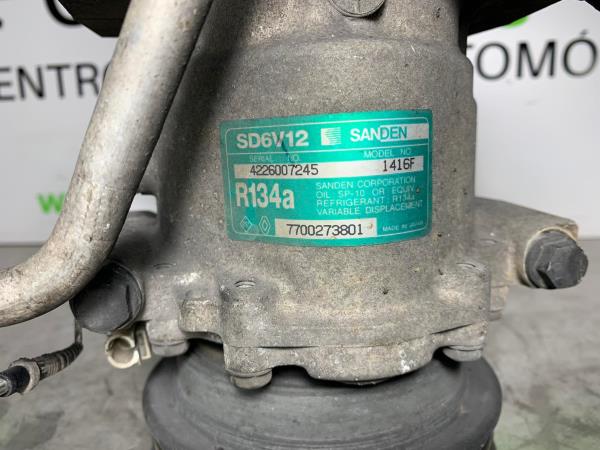 ENTRO
AUTOMÓ
SD6V12 SANDEN
SERIAL NO. MODEL NO
4226007245 1416F
R134a
SANDEN CORPORATION
OIL SP-10 OR EQUIV.
REFRIGERANT: R134a
VARIABLE DISPLACEMENT
7700273801
MADE IN JAPAN